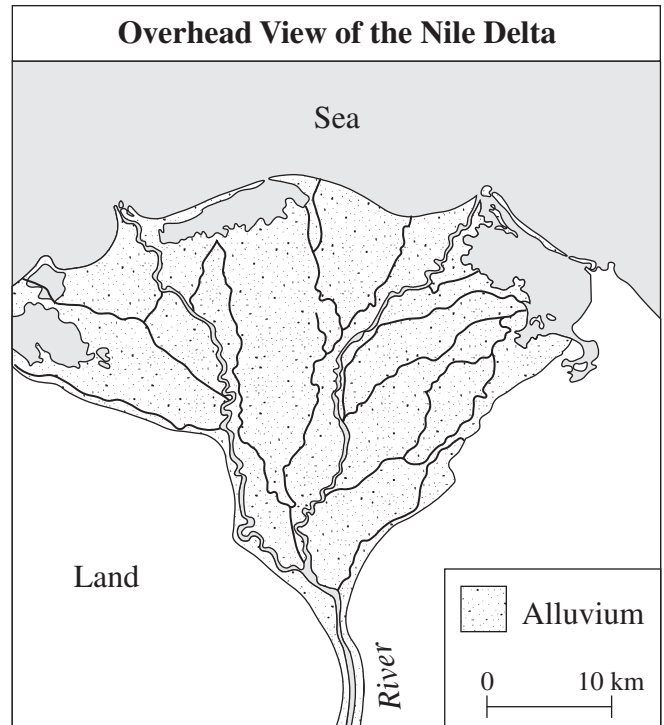 Overhead View of the Nile Delta
Sea
Land
River
Alluvium
0 10 km